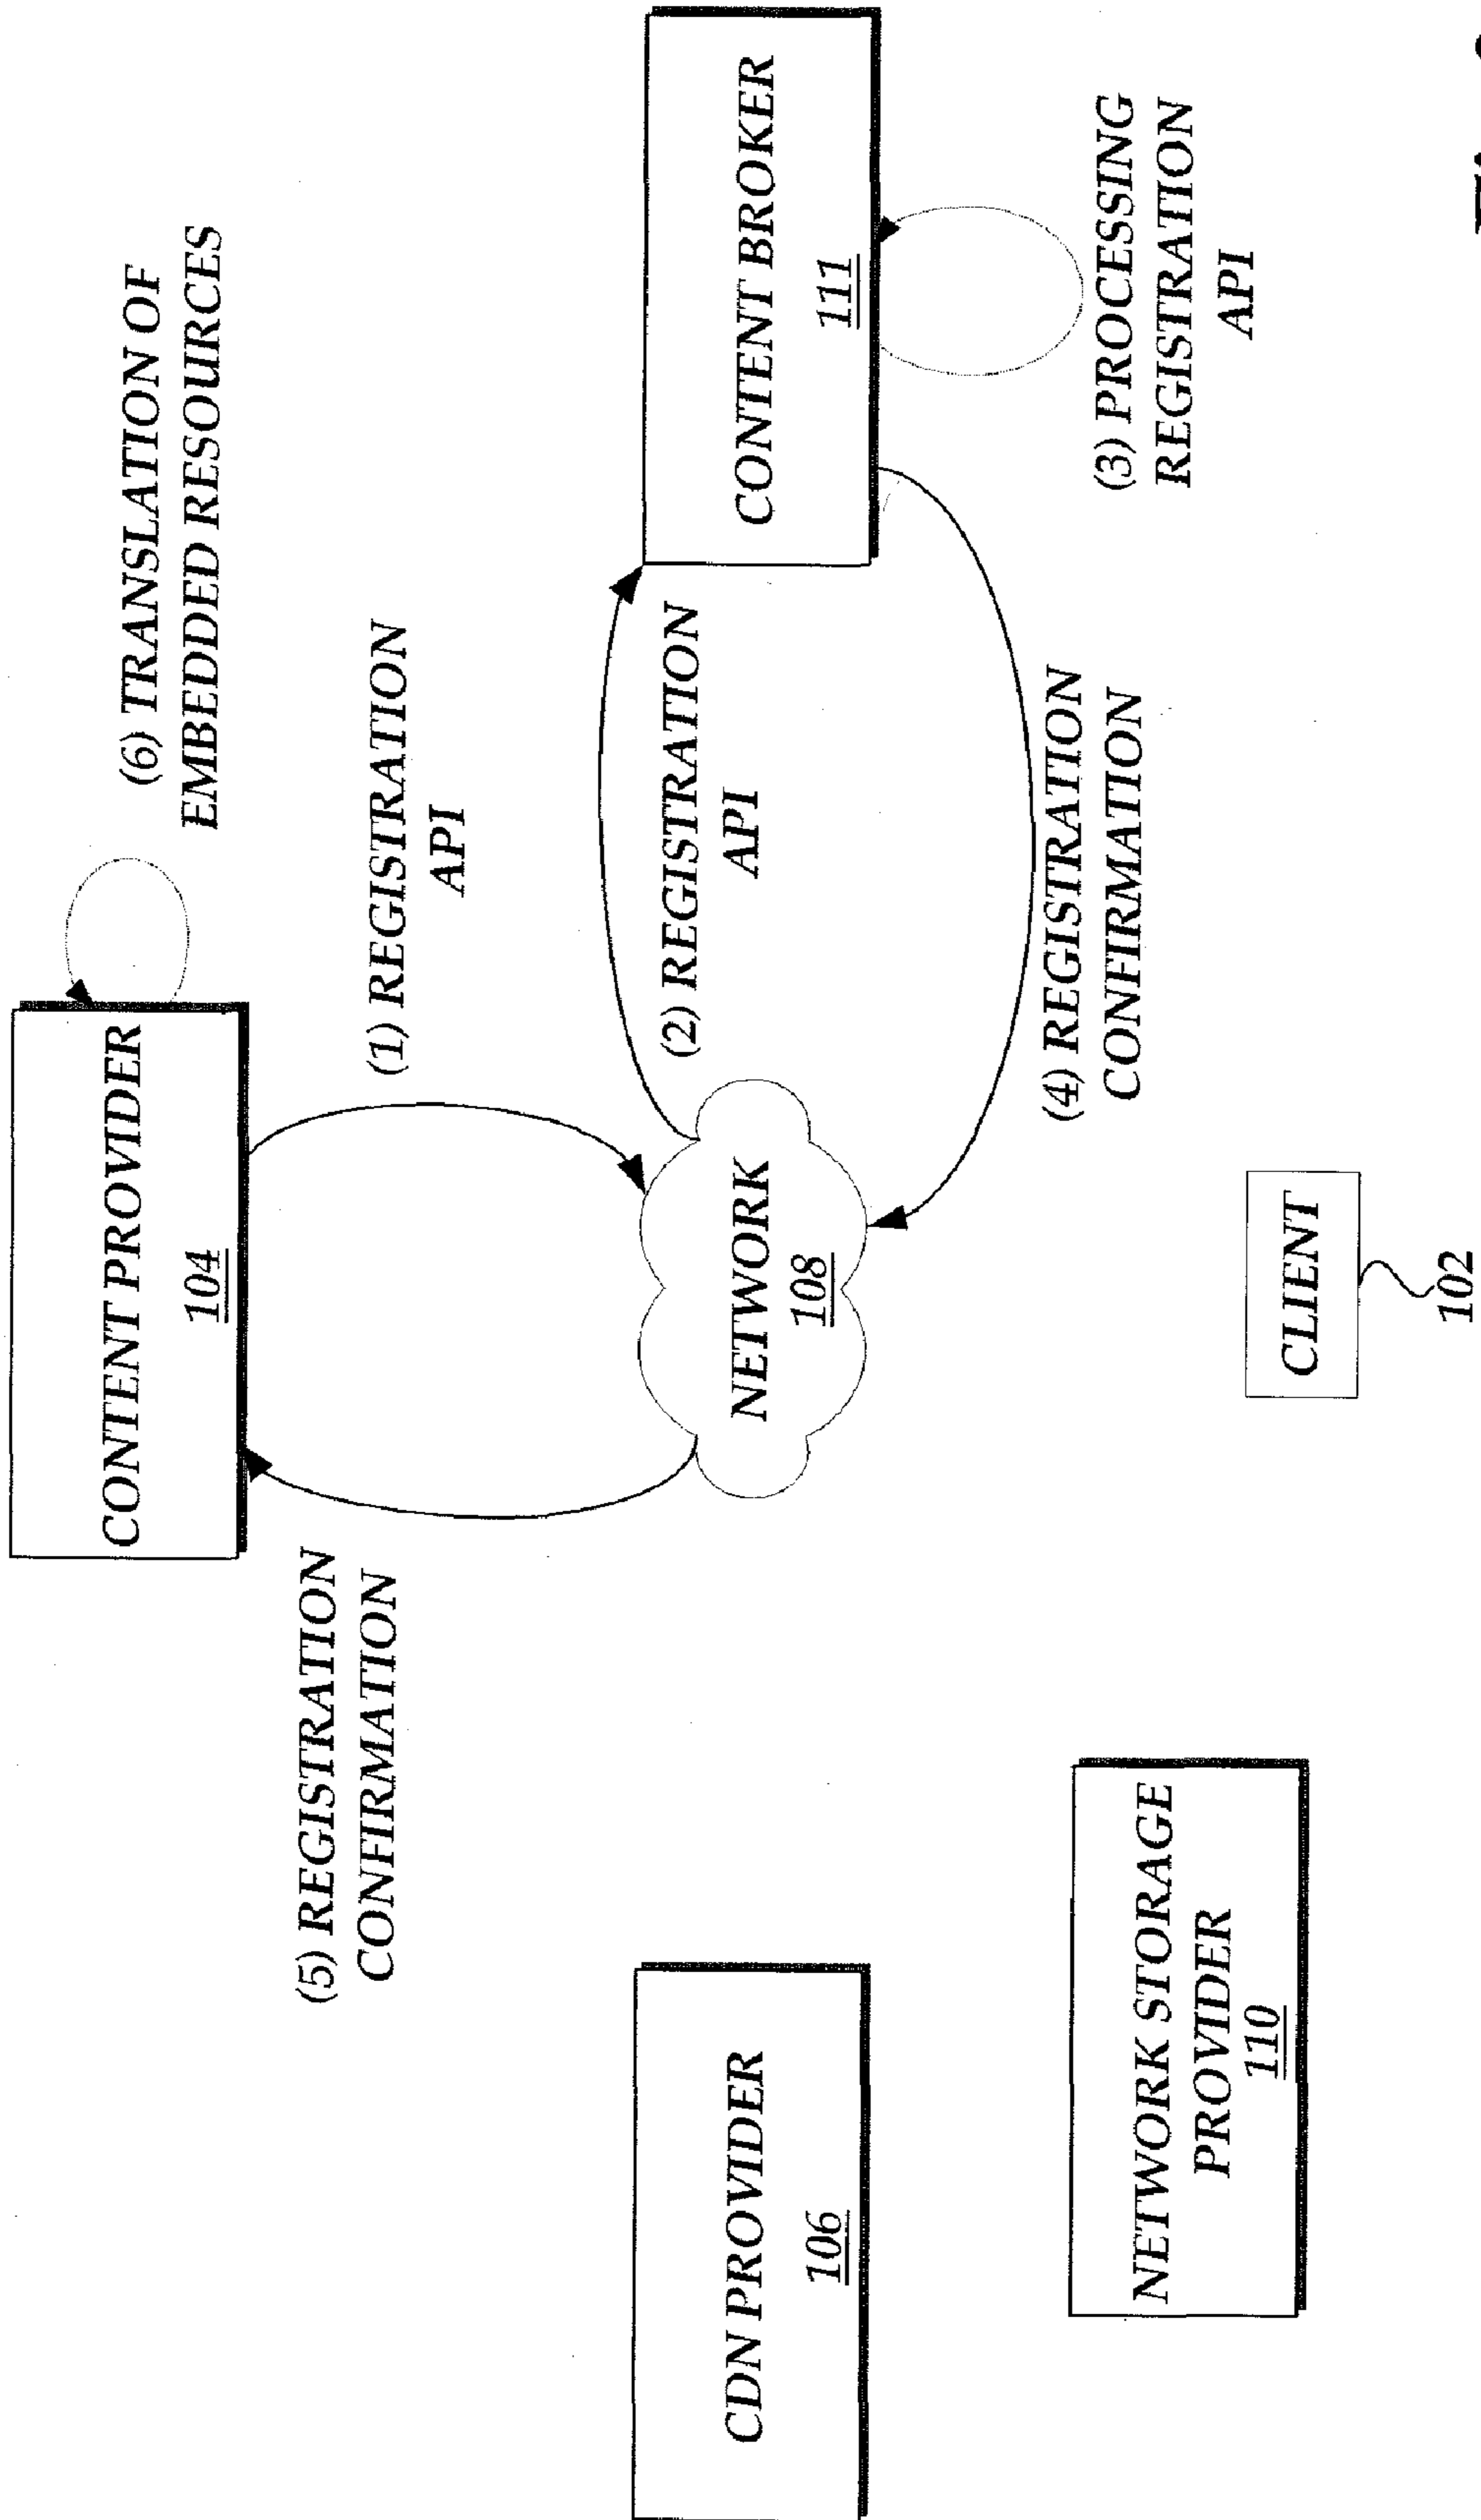 (6) TRANSLATION OF
EMBEDDED RESOURCES
CONTENT PROVIDER
104
(5) REGISTRATION
CONFIRMATION
(1) REGISTRATION
API
CDN PROVIDER
106
NETWORK
108
(2) REGISTRATION
API
CONTENT BROKER
111
(4) REGISTRATION
CONFIRMATION
(3) PROCESSING
REGISTRATION
API
NETWORK STORAGE
PROVIDER
110
CLIENT
102